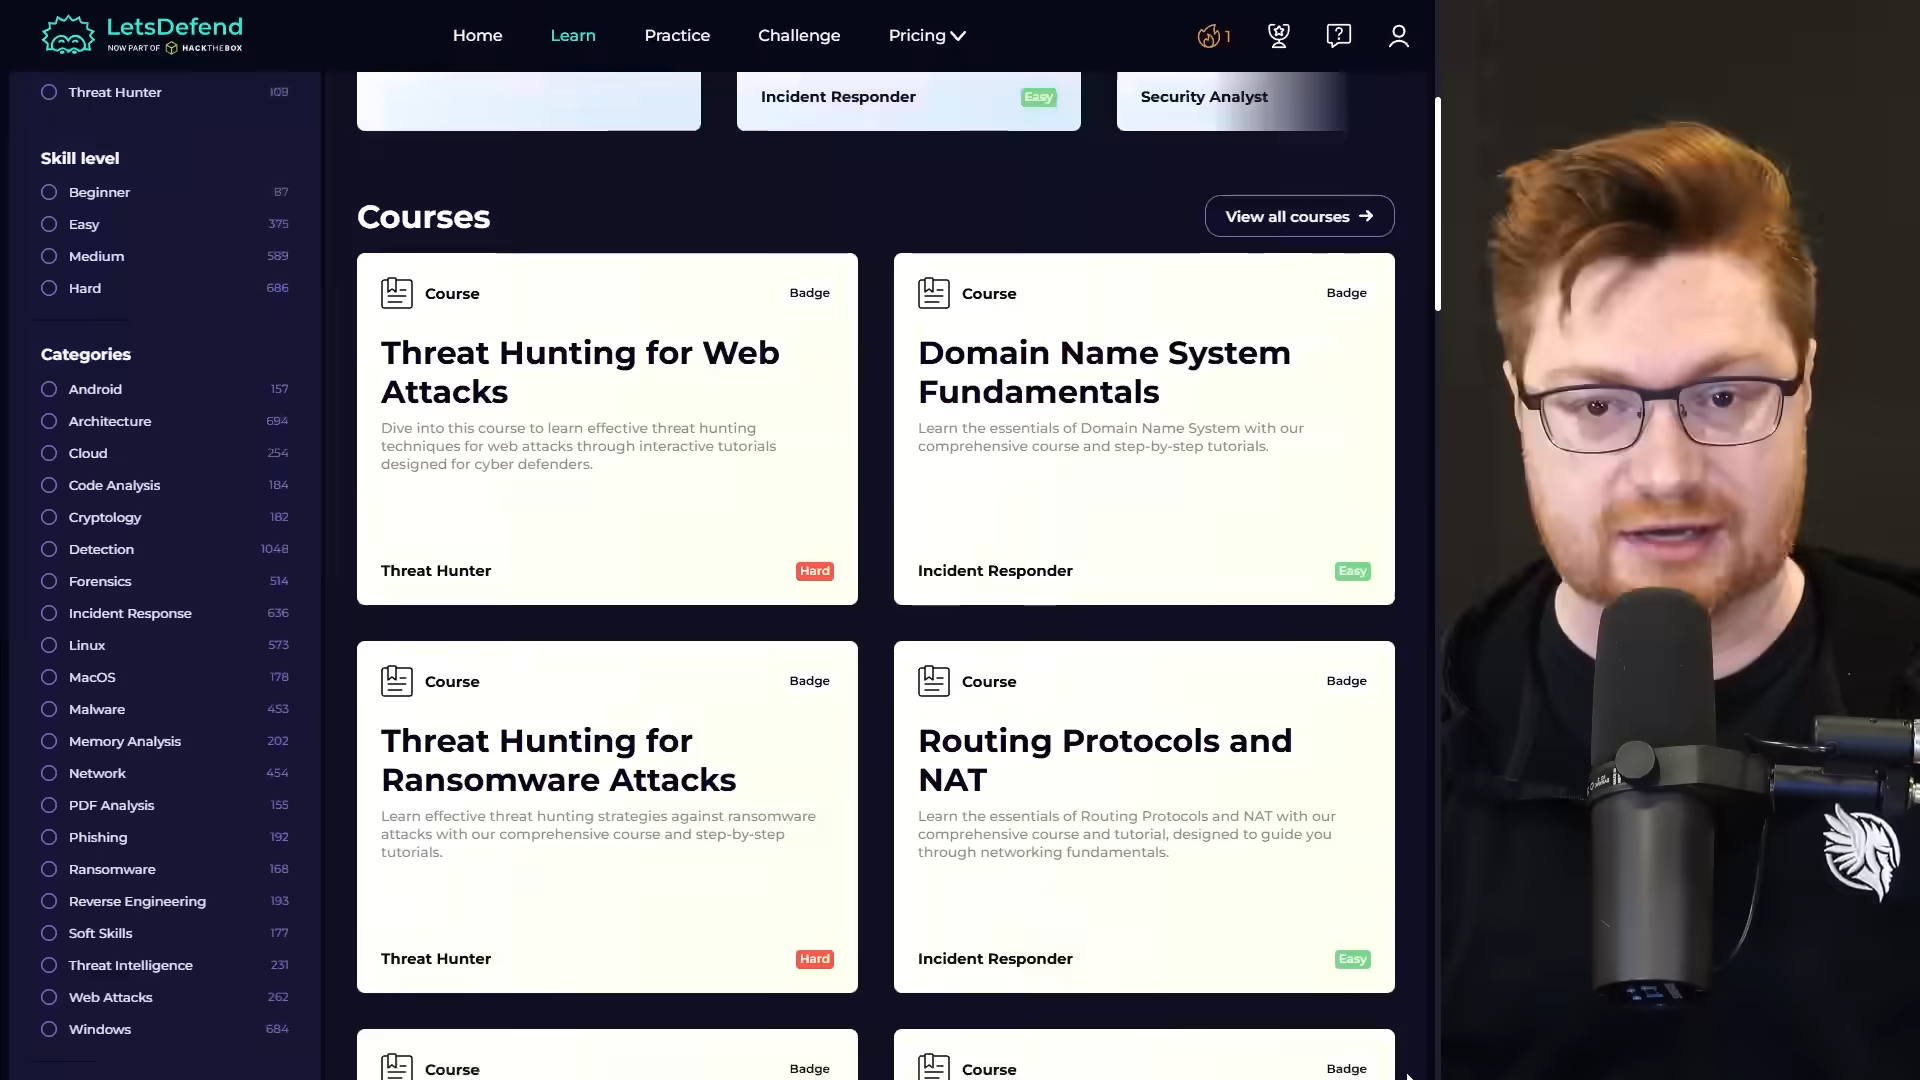 LetsDefend
NOW PART OF HACKTHEBOX
Home
Learn
Practice
Challenge
Pricing
1
Threat Hunter 109
Skill level
Beginner 87
Easy 375
Medium 589
Hard 686
Categories
Android 157
Architecture 694
Cloud 254
Code Analysis 184
Cryptology 182
Detection 1048
Forensics 514
Incident Response 636
Linux 573
MacOS 178
Malware 453
Memory Analysis 202
Network 454
PDF Analysis 155
Phishing 192
Ransomware 168
Reverse Engineering 193
Soft Skills 177
Threat Intelligence 231
Web Attacks 262
Windows 684
Incident Responder Easy
Security Analyst
Courses
View all courses →
Course Badge
Threat Hunting for Web
Attacks
Dive into this course to learn effective threat hunting
techniques for web attacks through interactive tutorials
designed for cyber defenders.
Threat Hunter Hard
Course Badge
Domain Name System
Fundamentals
Learn the essentials of Domain Name System with our
comprehensive course and step-by-step tutorials.
Incident Responder Easy
Course Badge
Threat Hunting for
Ransomware Attacks
Learn effective threat hunting strategies against ransomware
attacks with our comprehensive course and step-by-step
tutorials.
Threat Hunter Hard
Course Badge
Routing Protocols and
NAT
Learn the essentials of Routing Protocols and NAT with our
comprehensive course and tutorial, designed to guide you
through networking fundamentals.
Incident Responder Easy
Course Badge
Course Badge